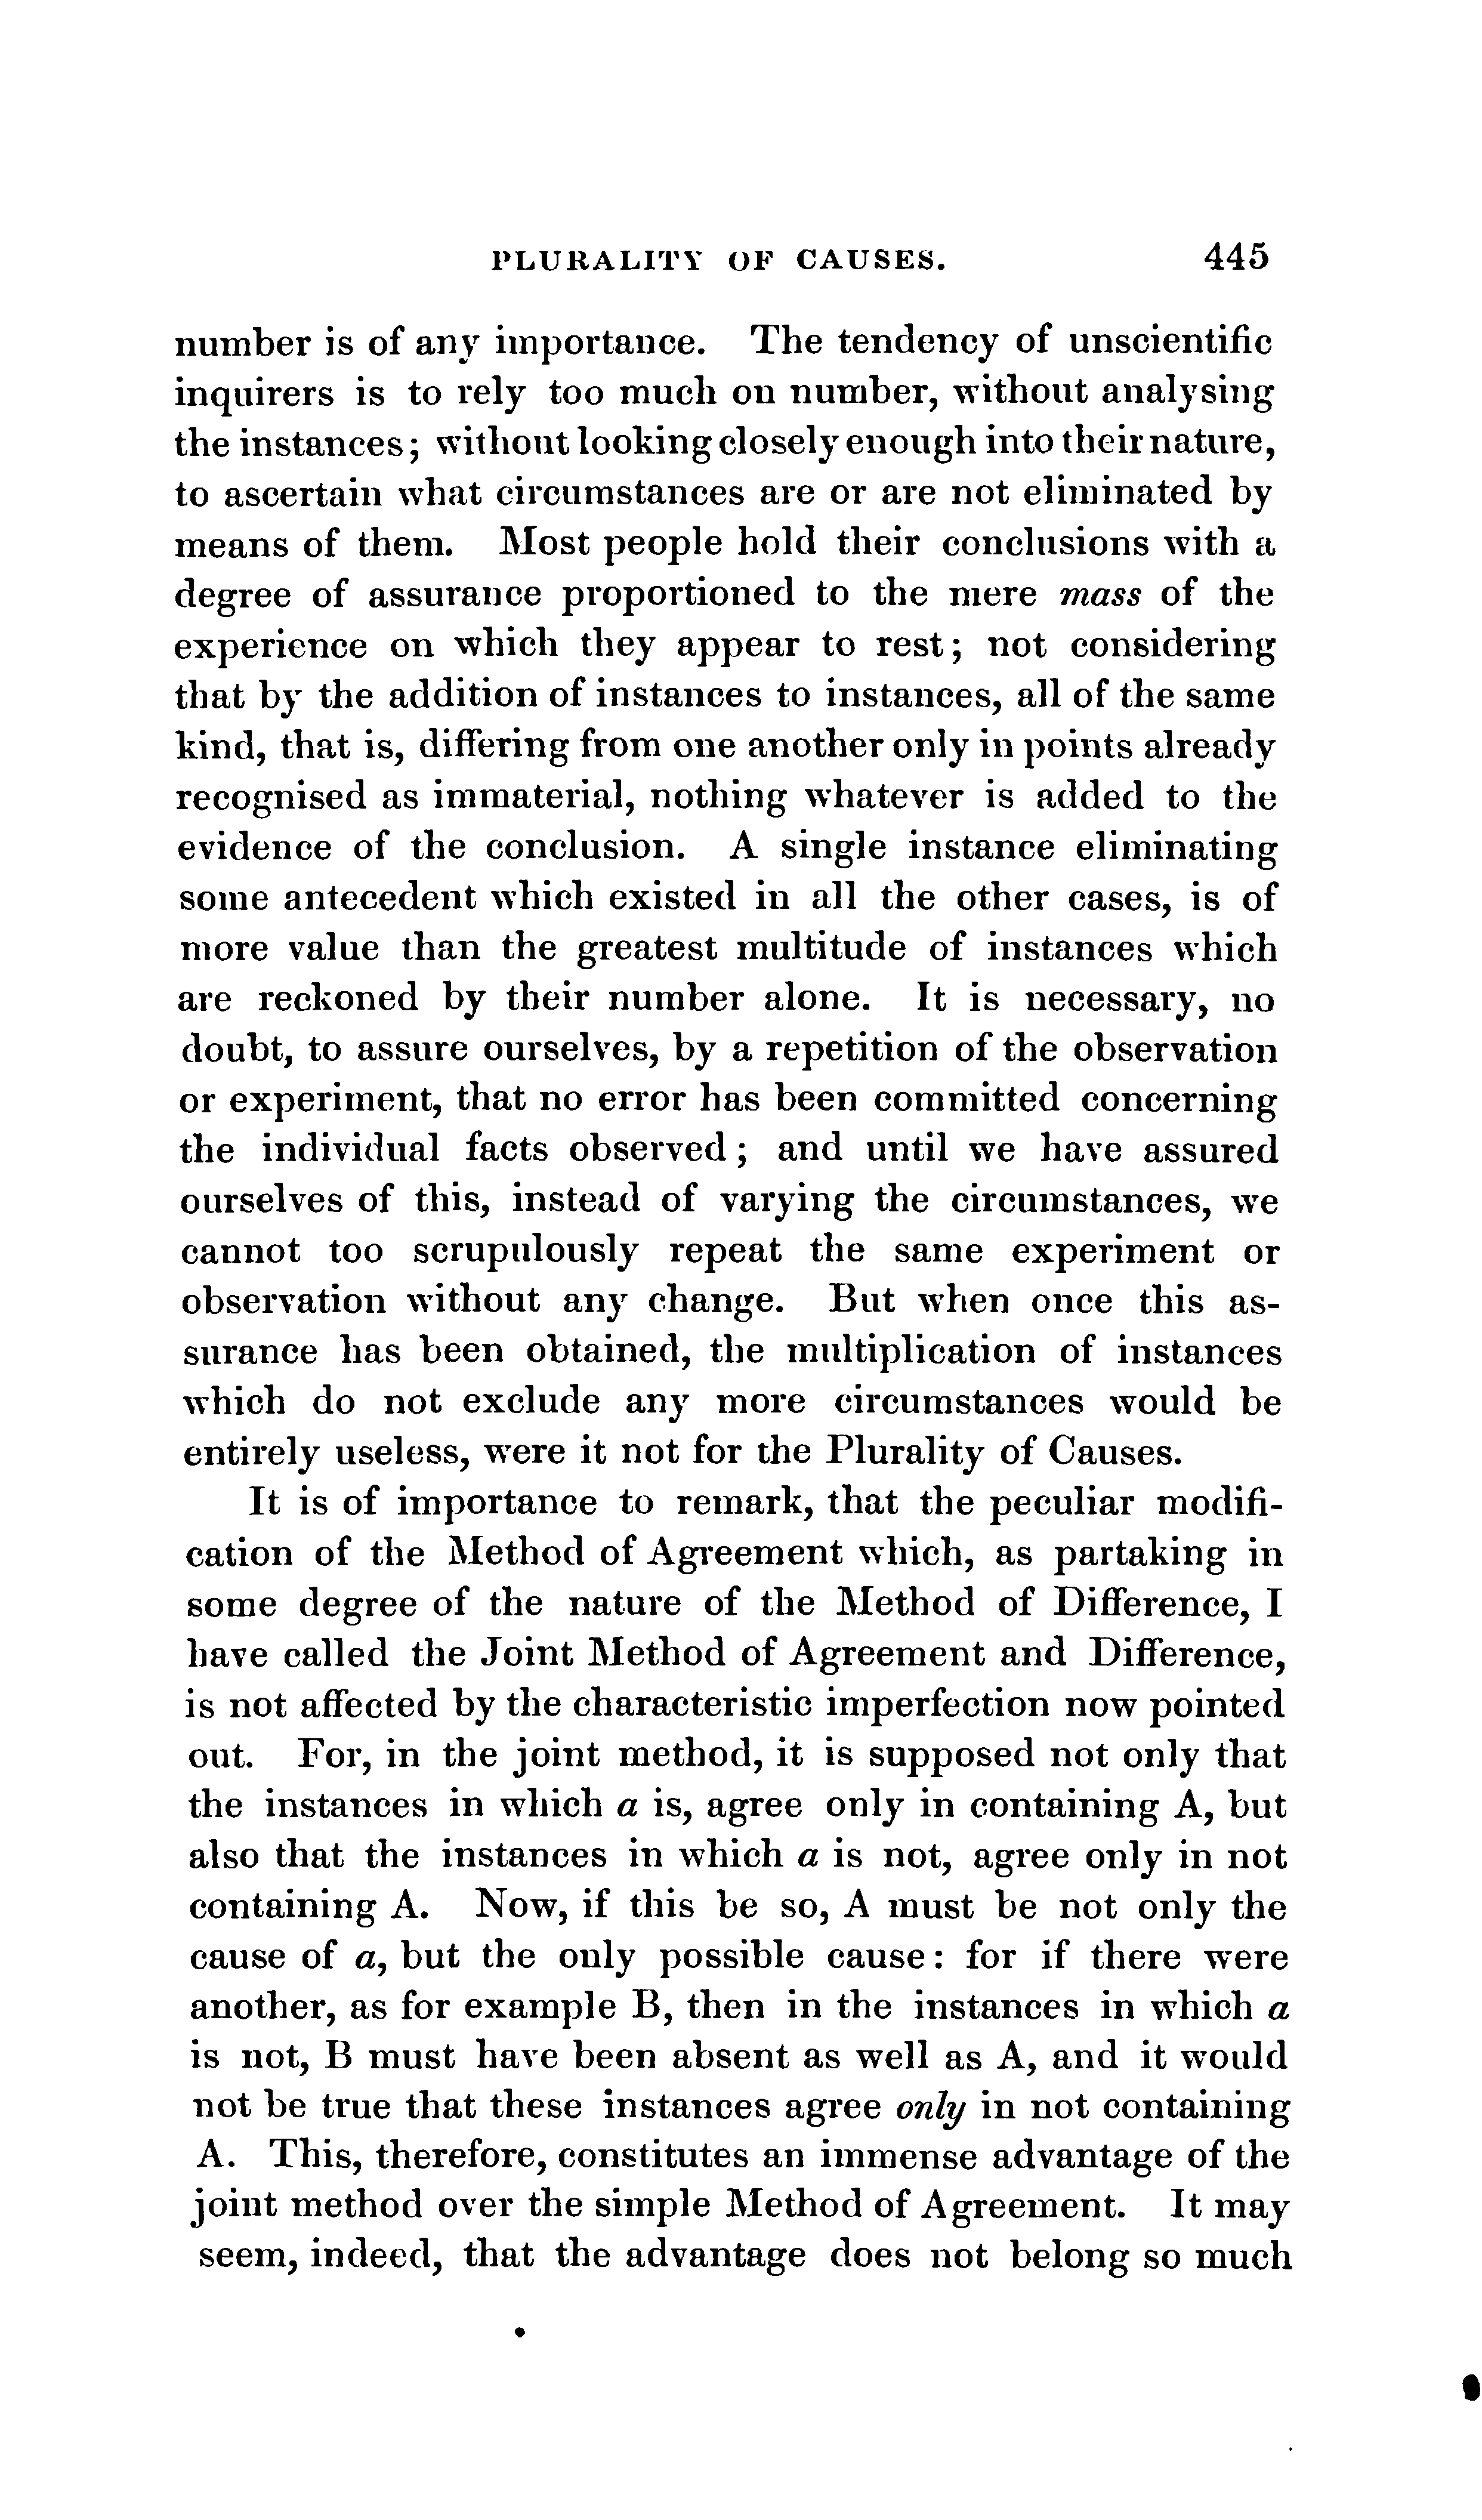 PLURALITY OF CAUSES. 445
number is of any importance. The tendency of unscientific
inquirers is to rely too much on number, without analysing
the instances; without looking closely enough into their nature,
to ascertain what circumstances are or are not eliminated by
means of them. Most people hold their conclusions with a
degree of assurance proportioned to the mere mass of the
experience on which they appear to rest; not considering
that by the addition of instances to instances, all of the same
kind, that is, differing from one another only in points already
recognised as immaterial, nothing whatever is added to the
evidence of the conclusion. A single instance eliminating
some antecedent which existed in all the other cases, is of
more value than the greatest multitude of instances which
are reckoned by their number alone. It is necessary, no
doubt, to assure ourselves, by a repetition of the observation
or experiment, that no error has been committed concerning
the individual facts observed; and until we have assured
ourselves of this, instead of varying the circumstances, we
cannot too scrupulously repeat the same experiment or
observation without any change. But when once this as-
surance has been obtained, the multiplication of instances
which do not exclude any more circumstances would be
entirely useless, were it not for the Plurality of Causes.
It is of importance to remark, that the peculiar modifi-
cation of the Method of Agreement which, as partaking in
some degree of the nature of the Method of Difference, I
have called the Joint Method of Agreement and Difference,
is not affected by the characteristic imperfection now pointed
out. For, in the joint method, it is supposed not only that
the instances in which a is, agree only in containing A, but
also that the instances in which a is not, agree only in not
containing A. Now, if this be so, A must be not only the
cause of a, but the only possible cause: for if there were
another, as for example B, then in the instances in which a
is not, B must have been absent as well as A, and it would
not be true that these instances agree only in not containing
A. This, therefore, constitutes an immense advantage of the
joint method over the simple Method of Agreement. It may
seem, indeed, that the advantage does not belong so much